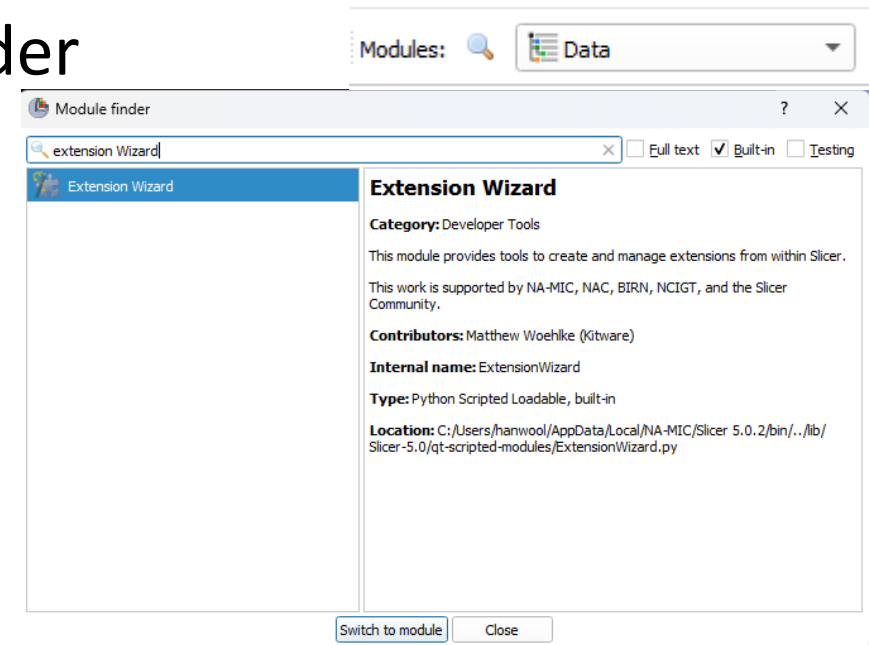 der
Modules: Data
Module finder ?
extension Wizard Full text Built-in Testing
Extension Wizard
Extension Wizard
Category: Developer Tools
This module provides tools to create and manage extensions from within Slicer.
This work is supported by NA-MIC, NAC, BIRN, NCIGT, and the Slicer
Community.
Contributors: Matthew Woehlke (Kitware)
Internal name: ExtensionWizard
Type: Python Scripted Loadable, built-in
Location: C:/Users/hanwool/AppData/Local/NA-MIC/Slicer 5.0.2/bin/../lib/
Slicer-5.0/qt-scripted-modules/ExtensionWizard.py
Switch to module Close